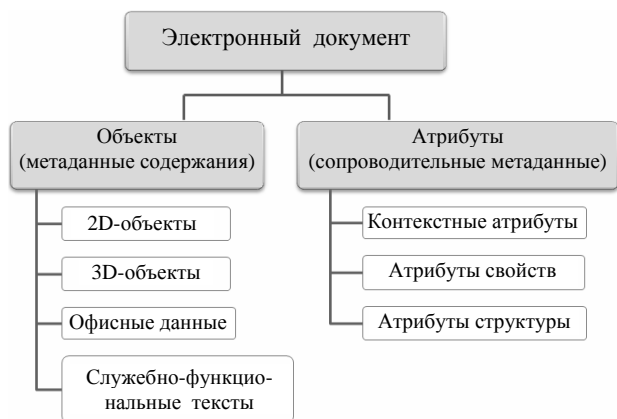 Электронный документ
Объекты
(метаданные содержания)
2D-объекты
3D-объекты
Офисные данные
Служебно-функцио-
нальные тексты
Атрибуты
(сопроводительные метаданные)
Контекстные атрибуты
Атрибуты свойств
Атрибуты структуры